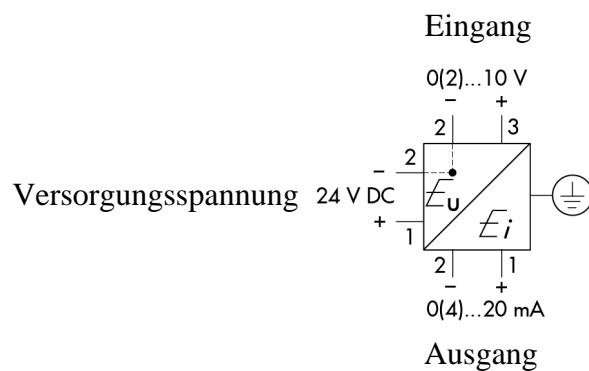 Eingang
0(2)...10 V
− +
2 3
− 2
Versorgungsspannung 24 V DC
+ 1
U
i
2 1
− +
0(4)...20 mA
Ausgang